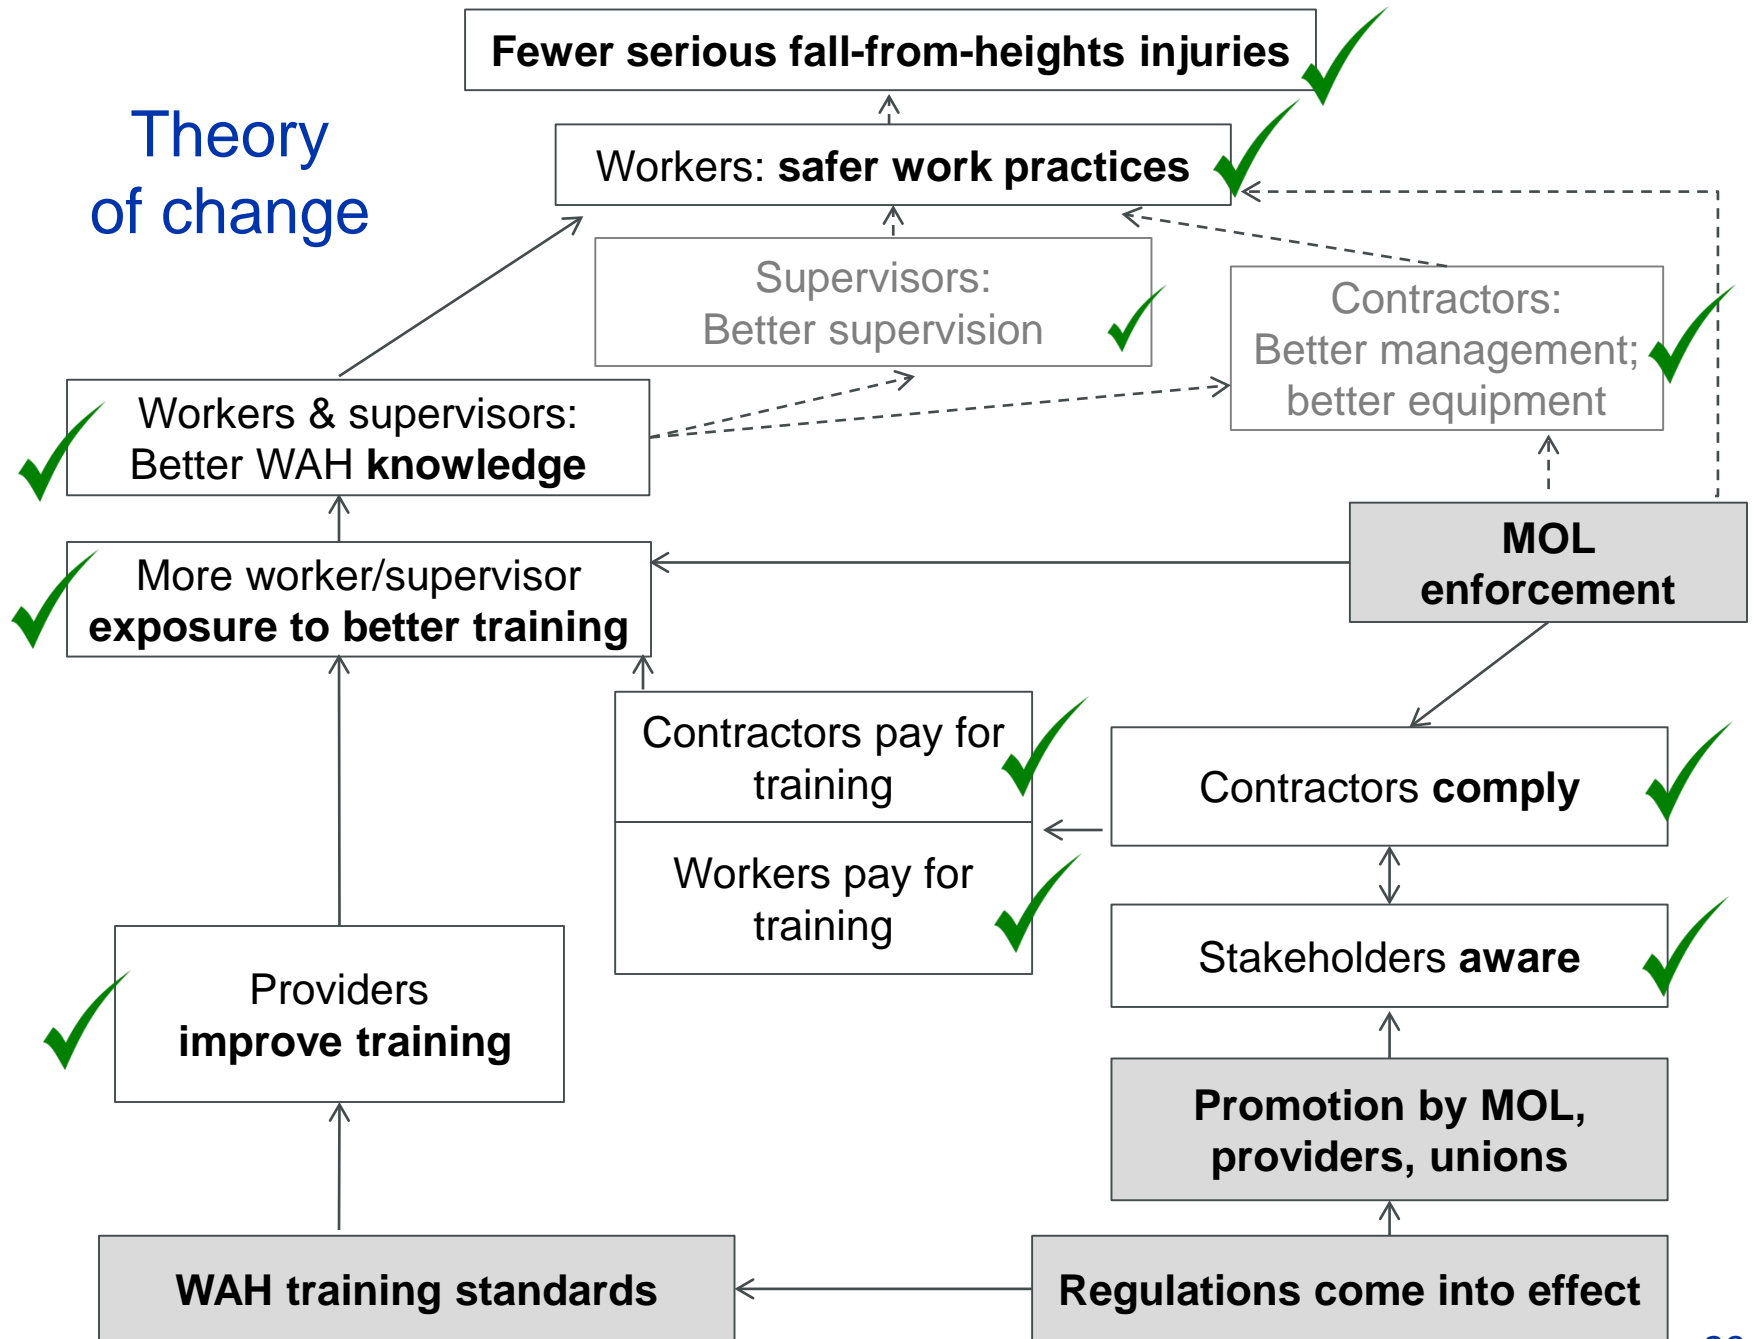 Fewer serious fall-from-heights injuries
Theory
of change
Workers: safer work practices
Supervisors:
Better supervision
Contractors:
Better management;
better equipment
Workers & supervisors:
Better WAH knowledge
MOL
enforcement
More worker/supervisor
exposure to better training
Contractors pay for
training
Contractors comply
Workers pay for
training
Stakeholders aware
Providers
improve training
Promotion by MOL,
providers, unions
WAH training standards
Regulations come into effect